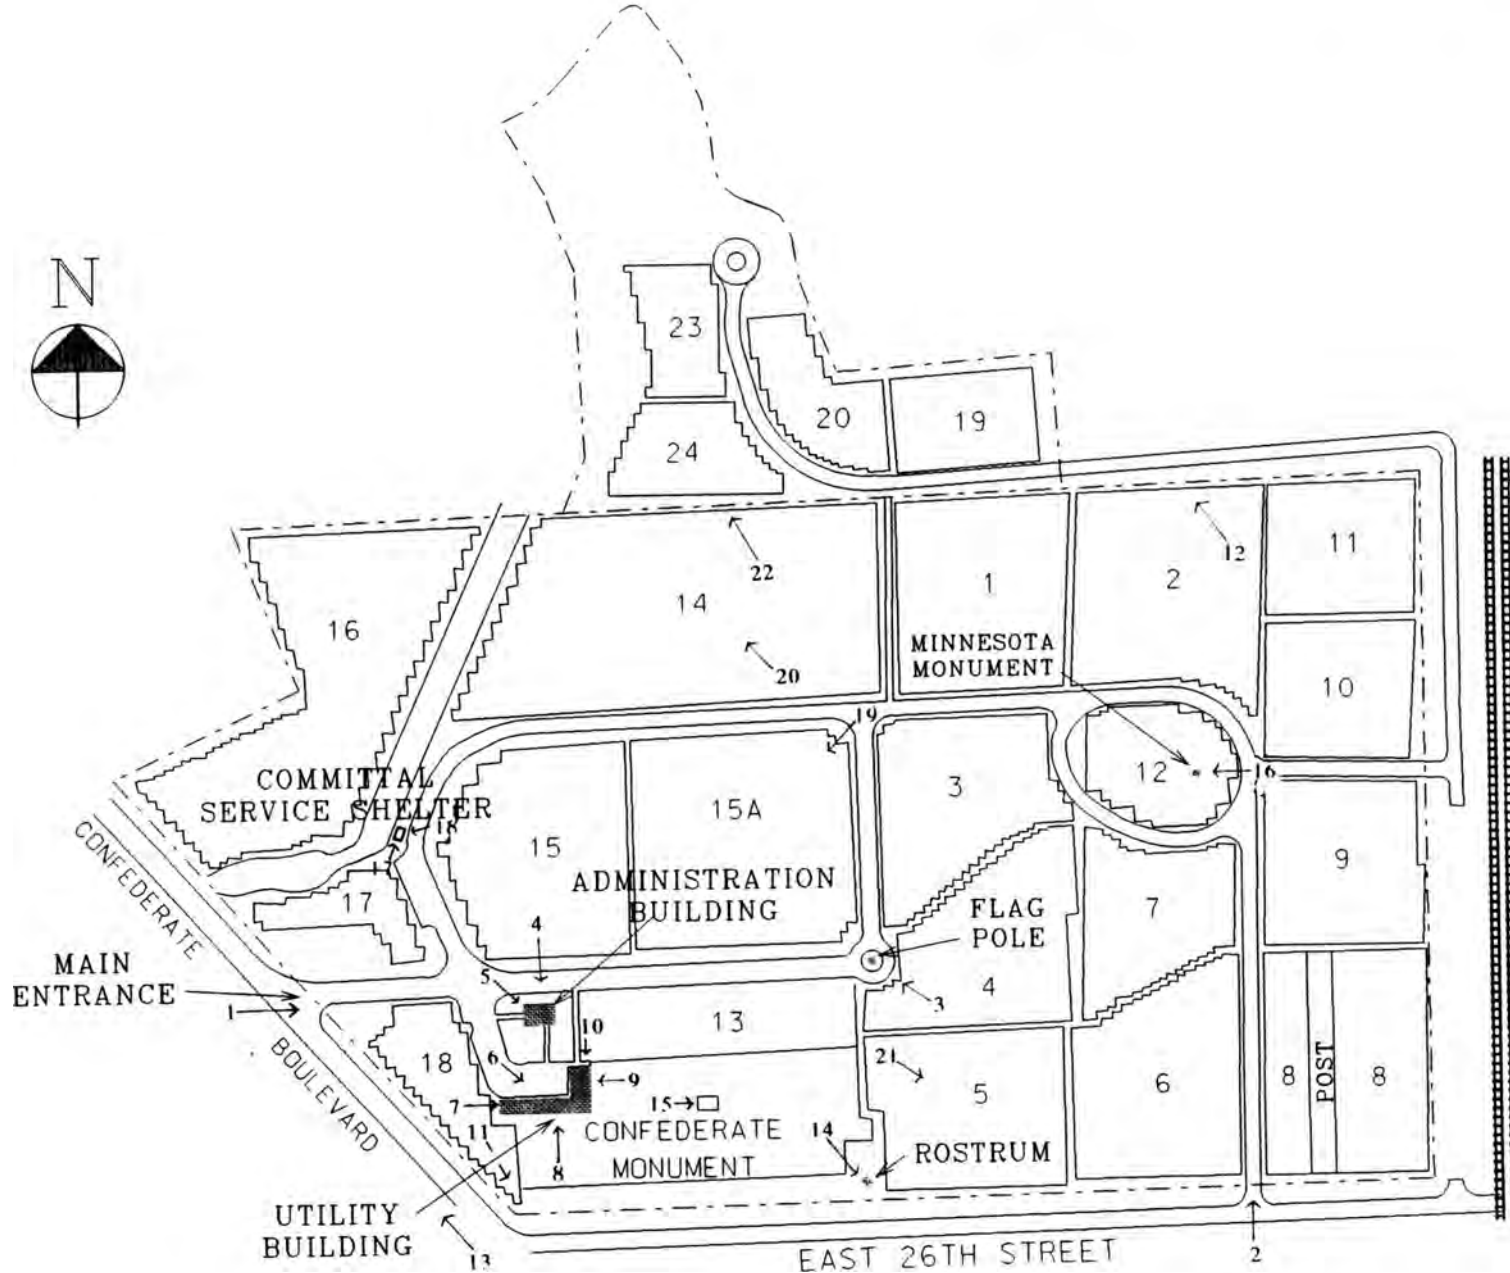 N
23
20
19
24
12
11
22
1
2
14
16
20
MINNESOTA
MONUMENT
10
19
COMMITTAL
SERVICE SHELTER
18
12
16
3
15A
15
9
CONFEDERATE
BOULEVARD
17
17
ADMINISTRATION
BUILDING
4
FLAG
POLE
7
MAIN
ENTRANCE
1
5
3
4
13
10
6
18
9
21
5
6
8
POST
8
7
15
11
CONFEDERATE
MONUMENT
14
ROSTRUM
8
UTILITY
BUILDING
13
EAST 26TH STREET
2